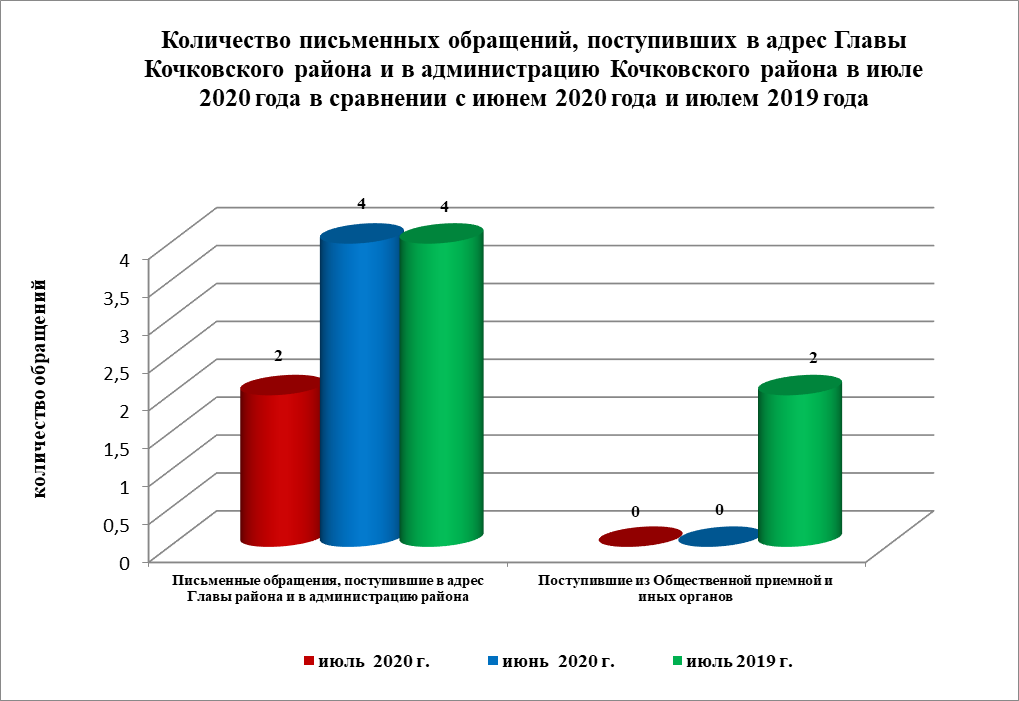 Количество письменных обращений, поступивших в адрес Главы
Кочковского района и в администрацию Кочковского района в июле
2020 года в сравнении с июнем 2020 года и июлем 2019 года
количество обращений
4
3,5
3
2,5
2
1,5
1
0,5
0
2
4
4
0
0
2
Письменные обращения, поступившие в адрес
Главы района и в администрацию района
Поступившие из Общественной приемной и
иных органов
июль 2020 г.
июнь 2020 г.
июль 2019 г.